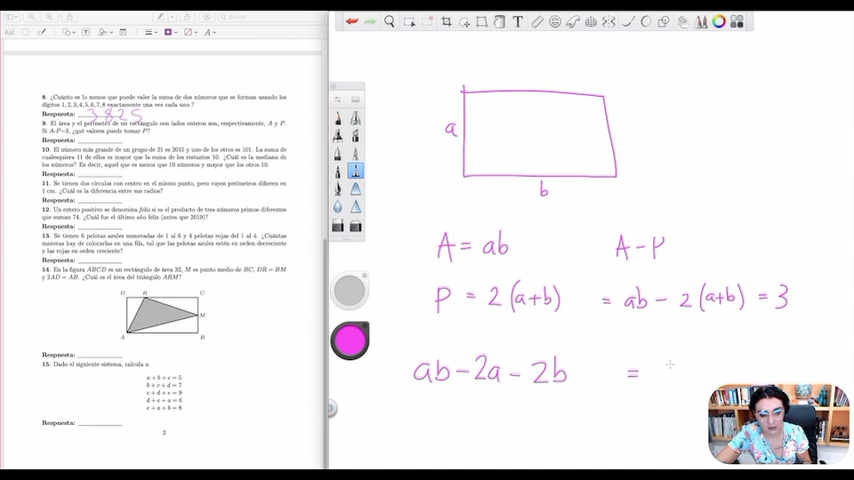 8. ¿Cuánto es lo menos que puede valer la suma de dos números que se forman usando los
dígitos 1, 2, 3, 4, 5, 6, 7, 8 exactamente una vez cada uno ?
Respuesta: 3825
9. El área y el perímetro de un rectángulo con lados enteros son, respectivamente, A y P.
Si A-P=3, ¿qué valores puede tomar P?
Respuesta:
10. El número más grande de un grupo de 21 es 2015 y uno de los otros es 101. La suma de
cualesquiera 11 de ellos es mayor que la suma de los restantes 10. ¿Cuál es la mediana de
los números? Es decir, aquel que es menor que 10 números y mayor que los otros 10.
Respuesta:
11. Se tienen dos círculos con centro en el mismo punto, pero cuyos perímetros difieren en
1 cm. ¿Cuál es la diferencia entre sus radios?
Respuesta:
12. Un entero positivo se denomina feliz si es el producto de tres números primos diferentes
que suman 74. ¿Cuál fue el último año feliz (antes que 2019)?
Respuesta:
13. Se tienen 6 pelotas azules numeradas de 1 al 6 y 4 pelotas rojas del 1 al 4. ¿Cuántas
maneras hay de colocarlas en una fila, tal que las pelotas azules estén en orden decreciente
y las rojas en orden creciente?
Respuesta:
14. En la figura ABCD es un rectángulo de área 32, M es punto medio de BC, DR = BM
y 2AD = AB. ¿Cuál es el área del triángulo ARM?
D R C
M
A B
Respuesta:
15. Dado el siguiente sistema, calcula a.
a + b + c = 5
b + c + d = 7
c + d + e = 9
d + e + a = 6
e + a + b = 8
Respuesta:
2
a
b
A = ab A - P
P = 2 (a+b) = ab - 2 (a+b) = 3
ab - 2a - 2b =